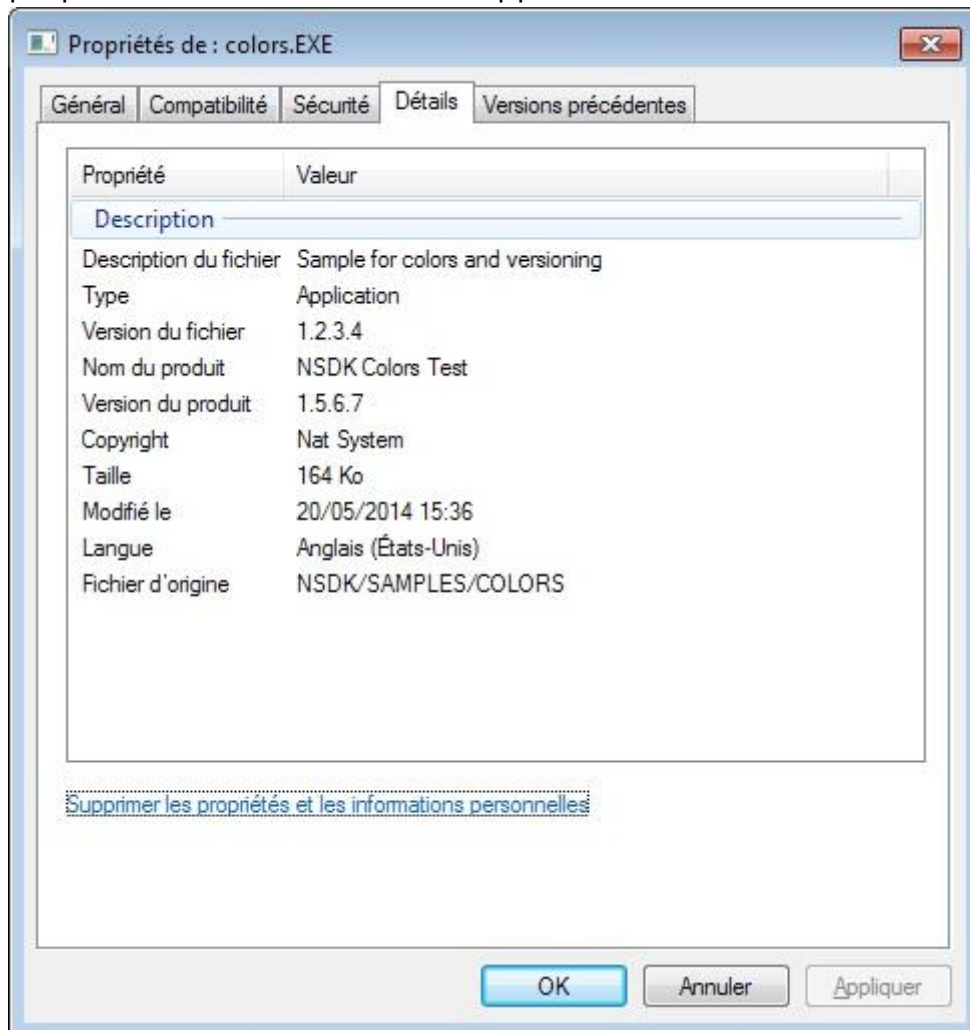 Propriétés de : colors.EXE
Général Compatibilité Sécurité Détails Versions précédentes
Propriété Valeur
Description
Description du fichier Sample for colors and versioning
Type Application
Version du fichier 1.2.3.4
Nom du produit NSDK Colors Test
Version du produit 1.5.6.7
Copyright Nat System
Taille 164 Ko
Modifié le 20/05/2014 15:36
Langue Anglais (États-Unis)
Fichier d'origine NSDK/SAMPLES/COLORS
Supprimer les propriétés et les informations personnelles
OK Annuler Appliquer